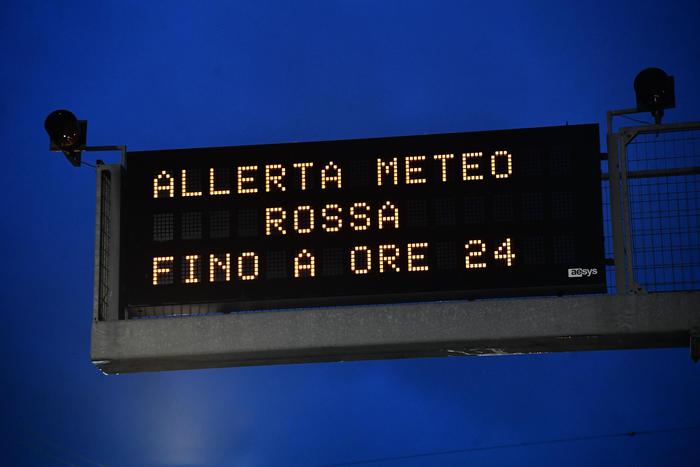 ALLERTA METEO
ROSSA
FINO A ORE 24
aesys